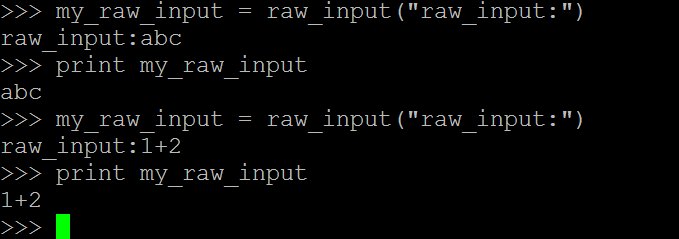 >>> my_raw_input = raw_input("raw_input:")
raw_input:abc
>>> print my_raw_input
abc
>>> my_raw_input = raw_input("raw_input:")
raw_input:1+2
>>> print my_raw_input
1+2
>>>